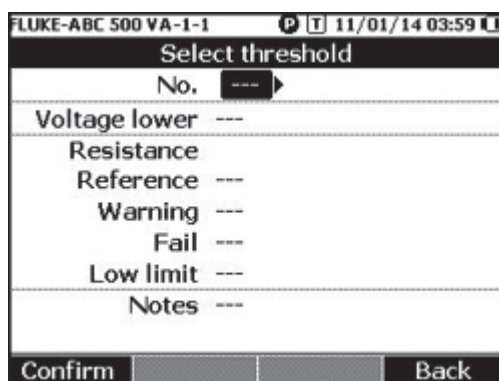 FLUKE-ABC 500 VA-1-1 P T 11/01/14 03:59
Select threshold
No. ---
Voltage lower ---
Resistance
Reference ---
Warning ---
Fail ---
Low limit ---
Notes ---
Confirm Back